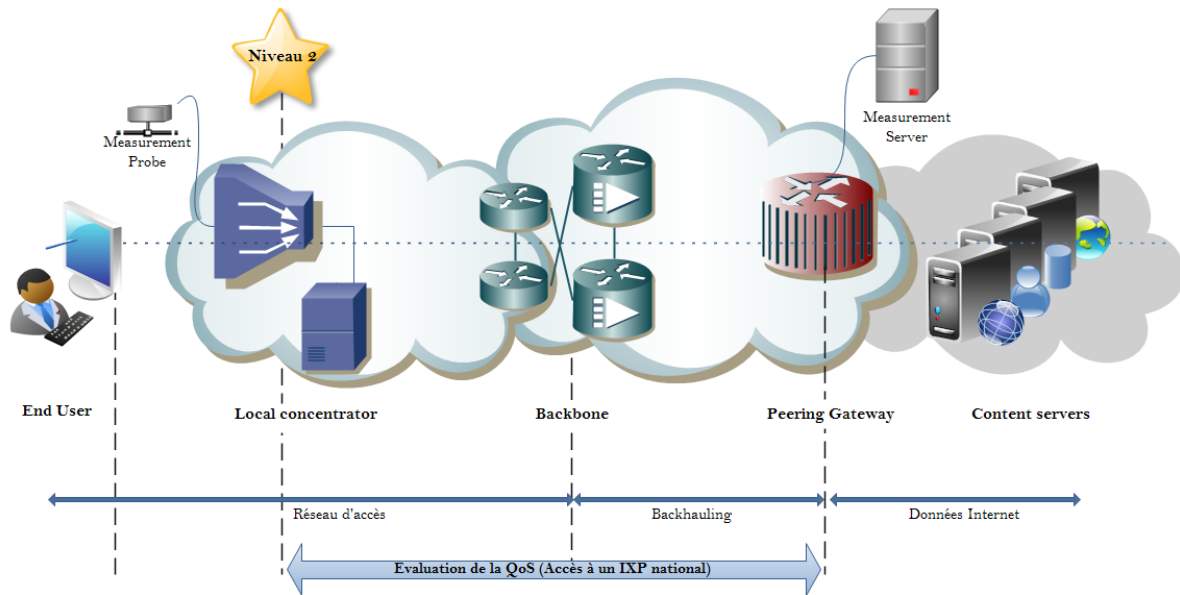 Niveau 2
Measurement
Probe
Measurement
Server
End User
Local concentrator
Backbone
Peering Gateway
Content servers
Réseau d'accès
Backhauling
Données Internet
Evaluation de la QoS (Accès à un IXP national)